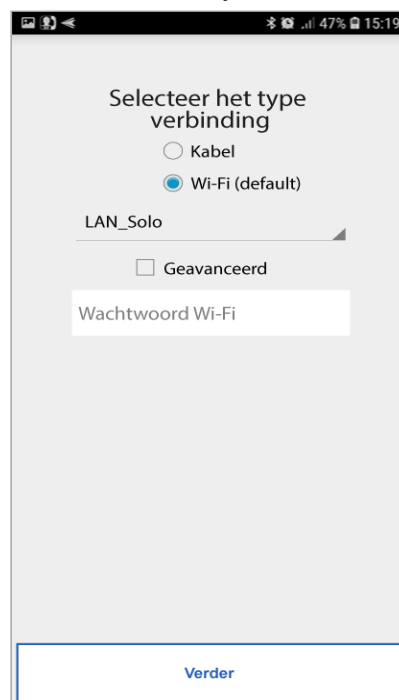 47% 15:19
Selecteer het type
verbinding
Kabel
Wi-Fi (default)
LAN_Solo
Geavanceerd
Wachtwoord Wi-Fi
Verder